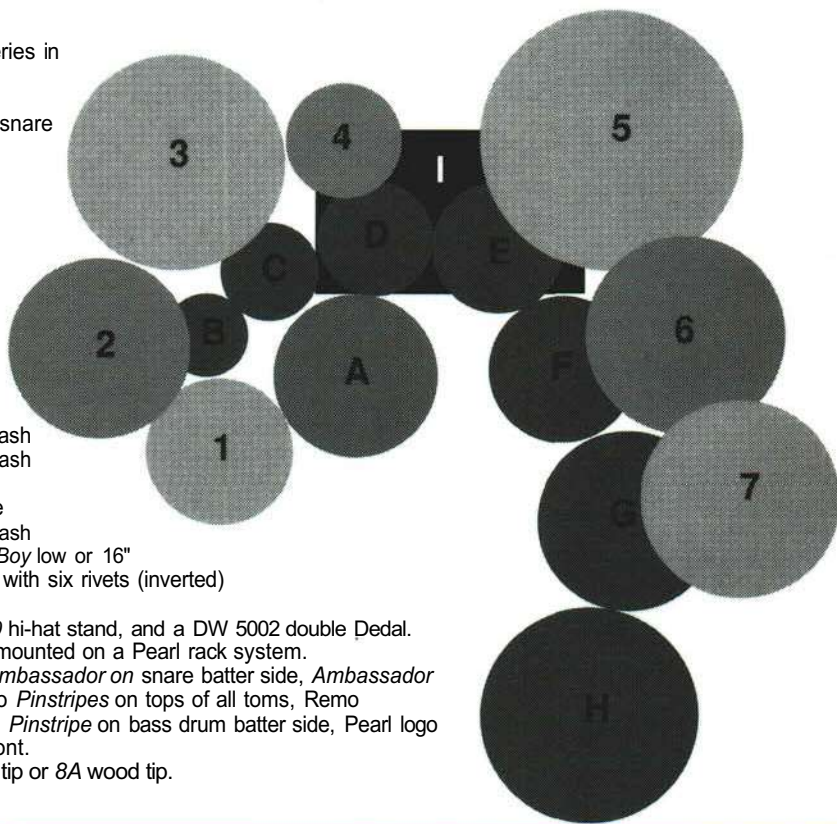 ries in
snare
3
4
5
I
D
E
C
2
B
A
F
6
1
ash
ash
7
G
e
ash
Boy low or 16"
with six rivets (inverted)
hi-hat stand, and a DW 5002 double Dedal.
mounted on a Pearl rack system.
mbassador on snare batter side, Ambassador
o Pinstripes on tops of all toms, Remo
Pinstripe on bass drum batter side, Pearl logo
ont.
tip or 8A wood tip.
H